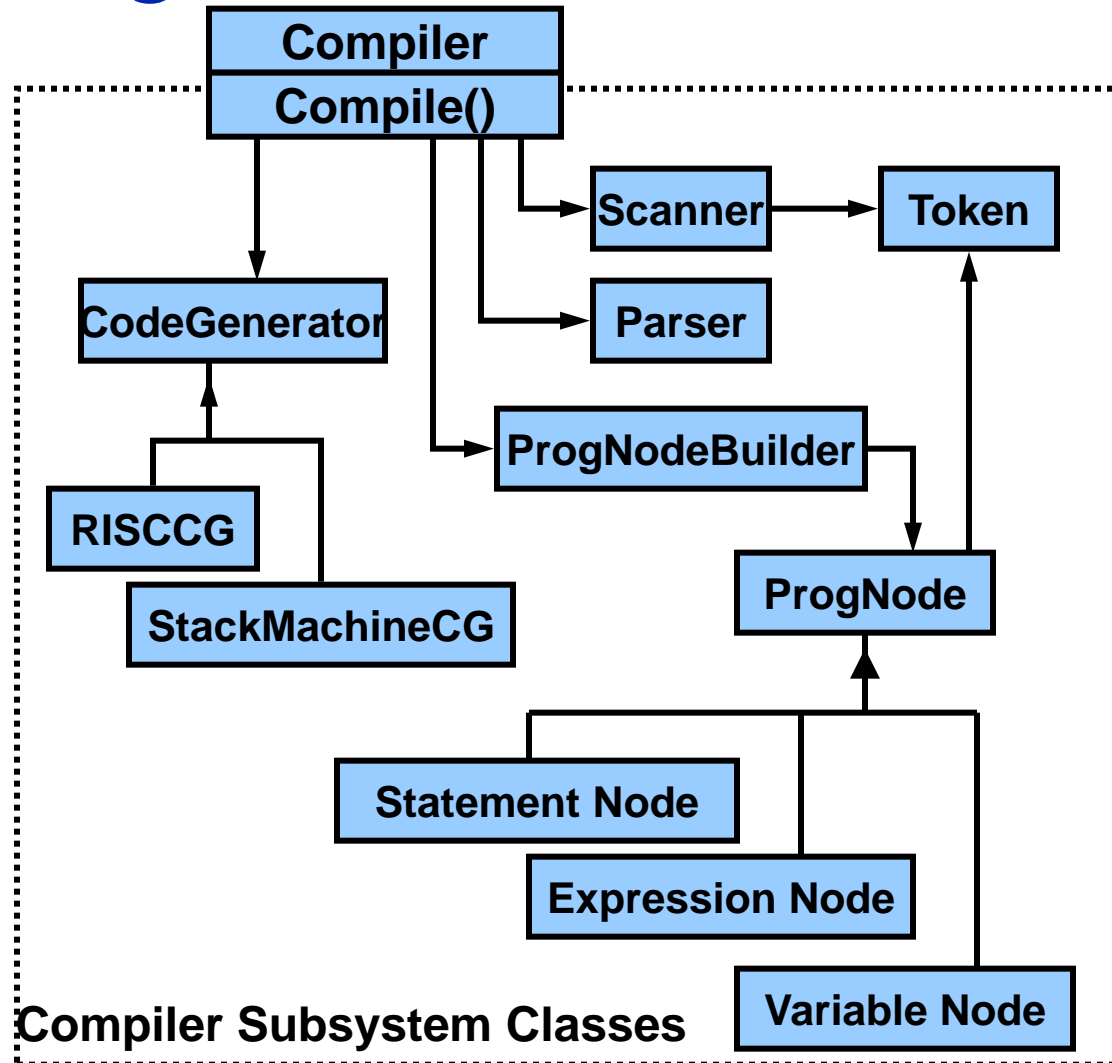 Compiler
Compile()
Scanner
Token
CodeGenerator
Parser
ProgNodeBuilder
RISCCG
ProgNode
StackMachineCG
Statement Node
Expression Node
Variable Node
Compiler Subsystem Classes